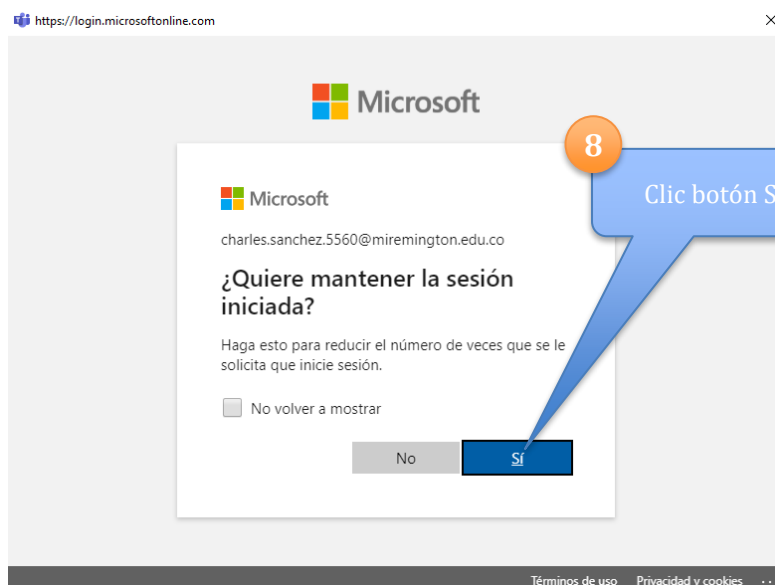 https://login.microsoftonline.com
Microsoft
8
Clic botón S
Microsoft
charles.sanchez.5560@miremington.edu.co
¿Quiere mantener la sesión
iniciada?
Haga esto para reducir el número de veces que se le
solicita que inicie sesión.
No volver a mostrar
No
Sí
Términos de uso
Privacidad y cookies